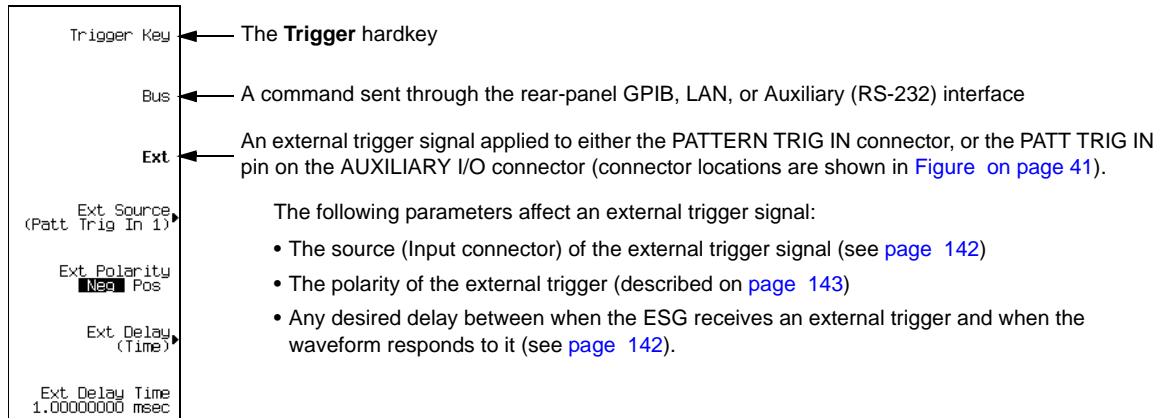 Trigger Key
The Trigger hardkey
Bus
A command sent through the rear-panel GPIB, LAN, or Auxiliary (RS-232) interface
Ext
An external trigger signal applied to either the PATTERN TRIG IN connector, or the PATT TRIG IN
pin on the AUXILIARY I/O connector (connector locations are shown in Figure on page 41).
Ext Source
(Patt Trig In 1)
Ext Polarity
Neg Pos
Ext Delay
(Time)
Ext Delay Time
1.00000000 msec
The following parameters affect an external trigger signal:
• The source (Input connector) of the external trigger signal (see page 142)
• The polarity of the external trigger (described on page 143)
• Any desired delay between when the ESG receives an external trigger and when the
waveform responds to it (see page 142).